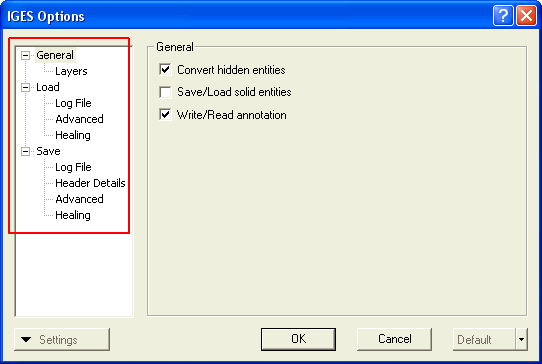 IGES Options
General
Layers
Load
Log File
Advanced
Healing
Save
Log File
Header Details
Advanced
Healing
General
Convert hidden entities
Save/Load solid entities
Write/Read annotation
Settings
OK
Cancel
Default